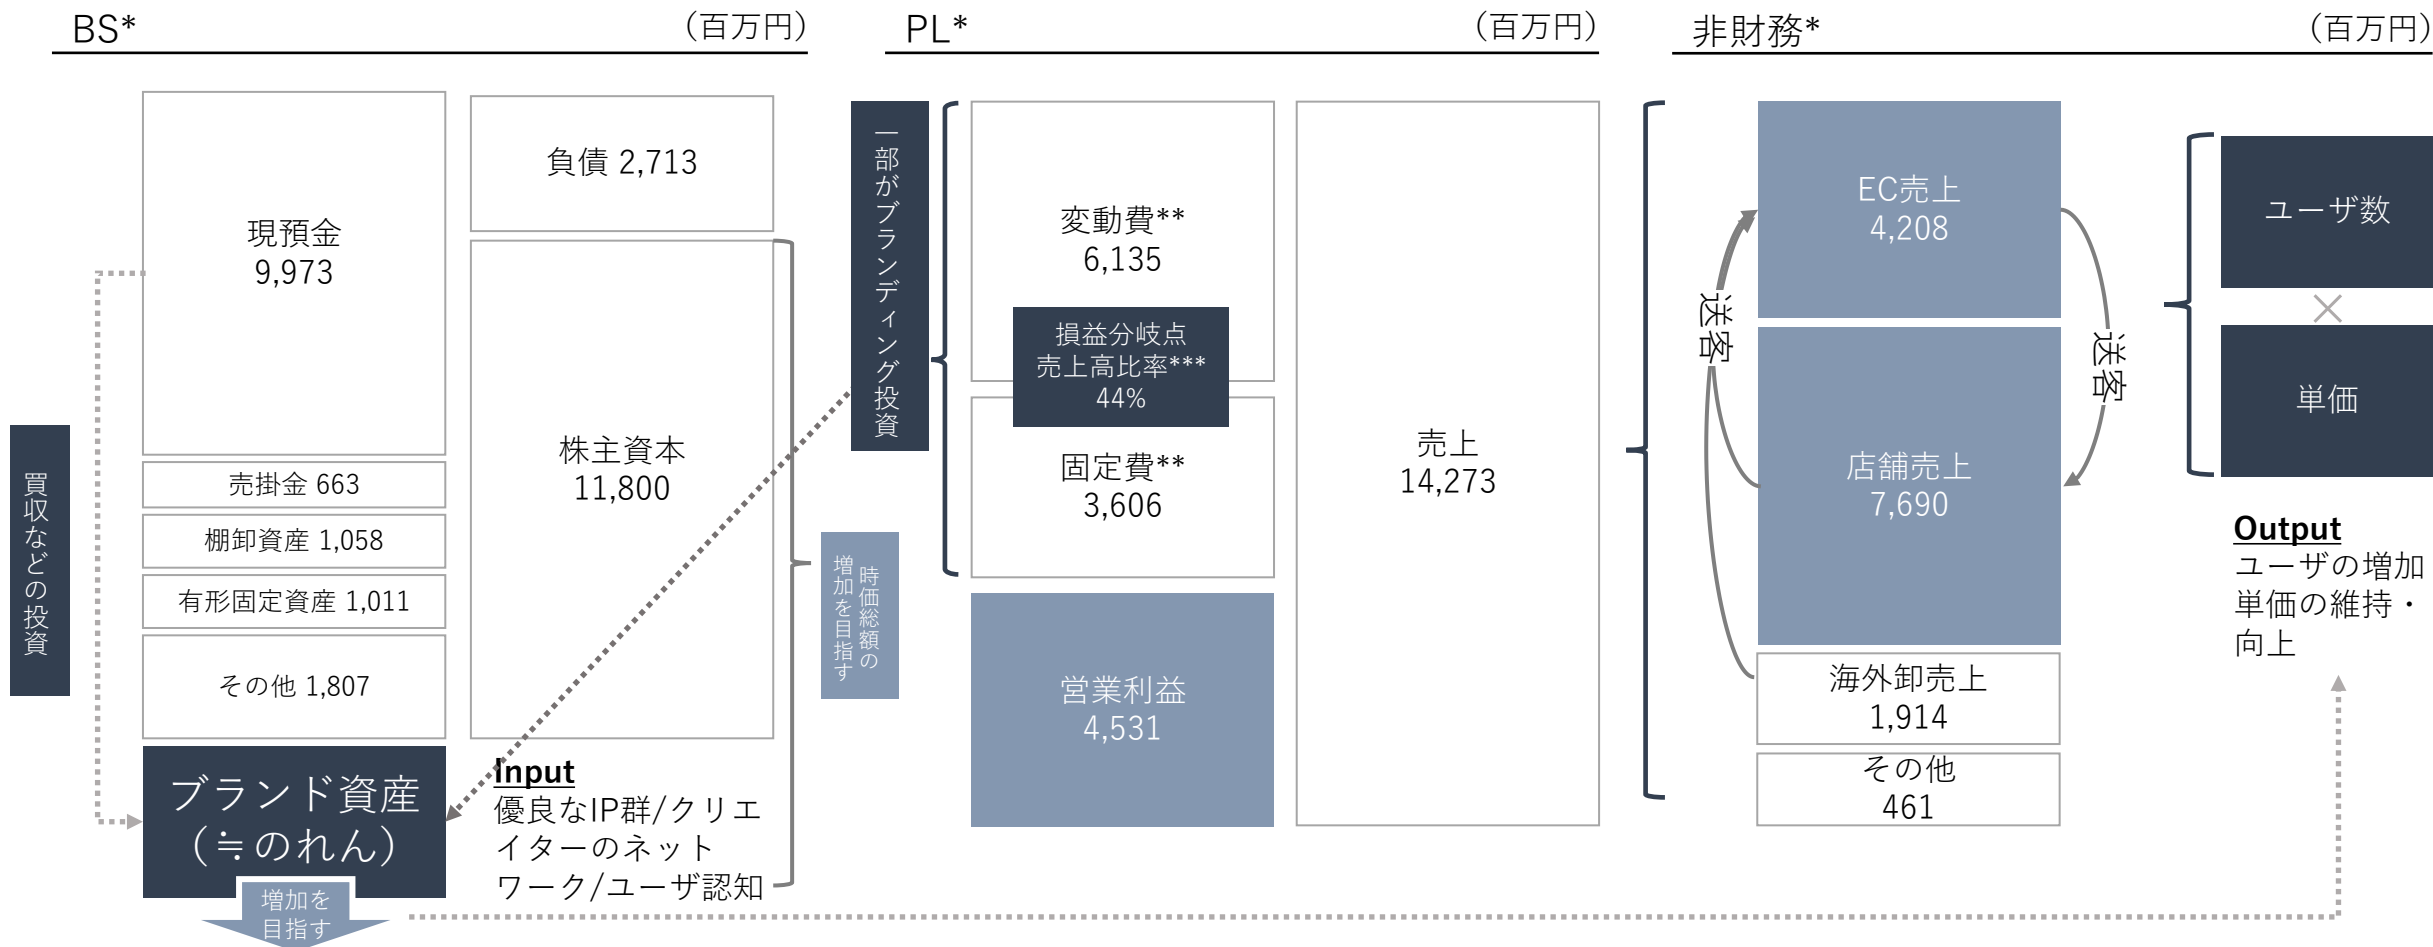 BS*
(百万円)
現預金
9,973
売掛金 663
棚卸資産 1,058
有形固定資産 1,011
その他 1,807
ブランド資産
(≒のれん)
増加を
目指す
買収などの投資
負債 2,713
株主資本
11,800
Input
優良なIP群/クリエ
イターのネット
ワーク/ユーザ認知
時価総額の
増加を目指す
PL*
(百万円)
一部がブランディング投資
変動費**
6,135
損益分岐点
売上高比率***
44%
固定費**
3,606
営業利益
4,531
売上
14,273
非財務*
(百万円)
EC売上
4,208
店舗売上
7,690
海外卸売上
1,914
その他
461
送客
送客
ユーザ数
×
単価
Output
ユーザの増加
単価の維持・
向上